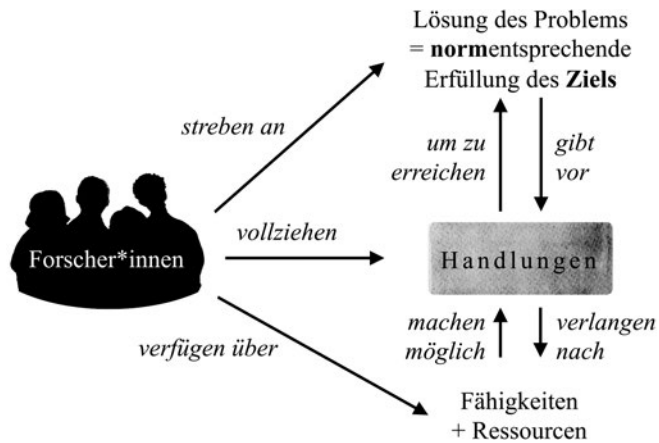 Lösung des Problems
= normentsprechende
Erfüllung des Ziels
streben an
um zu
erreichen
gibt
vor
Forscher*innen
vollziehen
Handlungen
machen
möglich
verlangen
nach
verfügen über
Fähigkeiten
+ Ressourcen